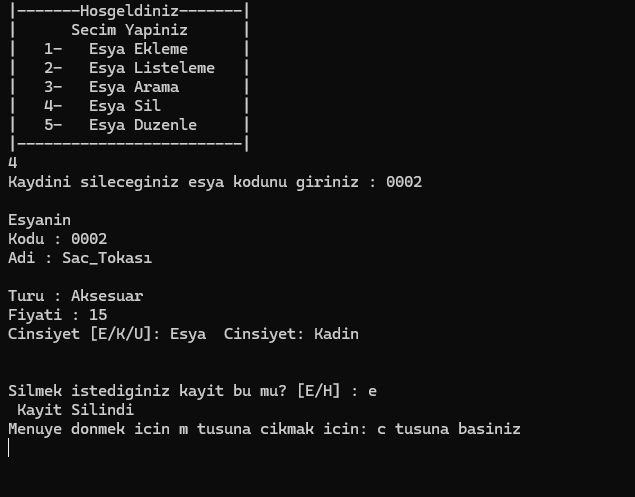 |-------Hosgeldiniz-------|
|      Secim Yapiniz      |
|   1-   Esya Ekleme      |
|   2-   Esya Listeleme   |
|   3-   Esya Arama       |
|   4-   Esya Sil         |
|   5-   Esya Duzenle     |
|-------------------------|
4
Kaydini sileceginiz esya kodunu giriniz : 0002
Esyanin
Kodu : 0002
Adi : Sac_Tokası
Turu : Aksesuar
Fiyati : 15
Cinsiyet [E/K/U]: Esya  Cinsiyet: Kadin
Silmek istediginiz kayit bu mu? [E/H] : e
 Kayit Silindi
Menuye donmek icin m tusuna cikmak icin: c tusuna basiniz